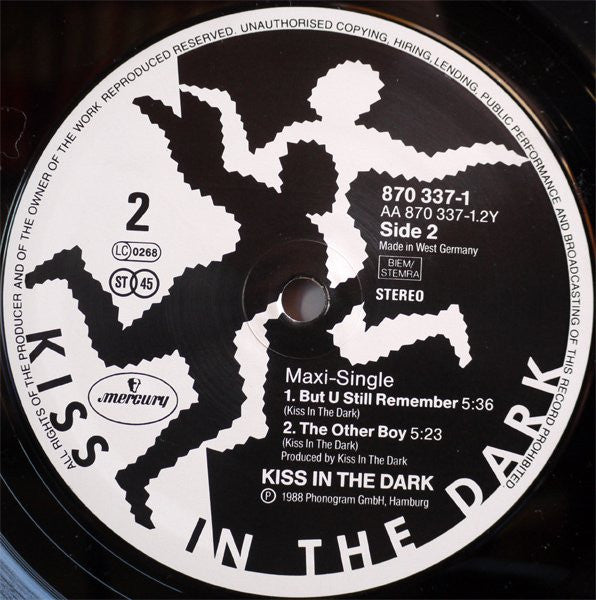 ALL RIGHTS OF THE PRODUCER AND OF THE OWNER OF THE WORK REPRODUCED RESERVED. UNAUTHORISED COPYING, HIRING, LENDING, PUBLIC PERFORMANCE AND BROADCASTING OF THIS RECORD PROHIBITED
2
LC 0268
ST 45
870 337-1
AA 870 337-1.2Y
Side 2
Made in West Germany
BIEM/
STEMRA
STEREO
mercury
Maxi-Single
1. But U Still Remember 5:36
(Kiss In The Dark)
2. The Other Boy 5:23
(Kiss In The Dark)
Produced by Kiss In The Dark
KISS IN THE DARK
Ⓟ 1988 Phonogram GmbH, Hamburg
KISS IN THE DARK